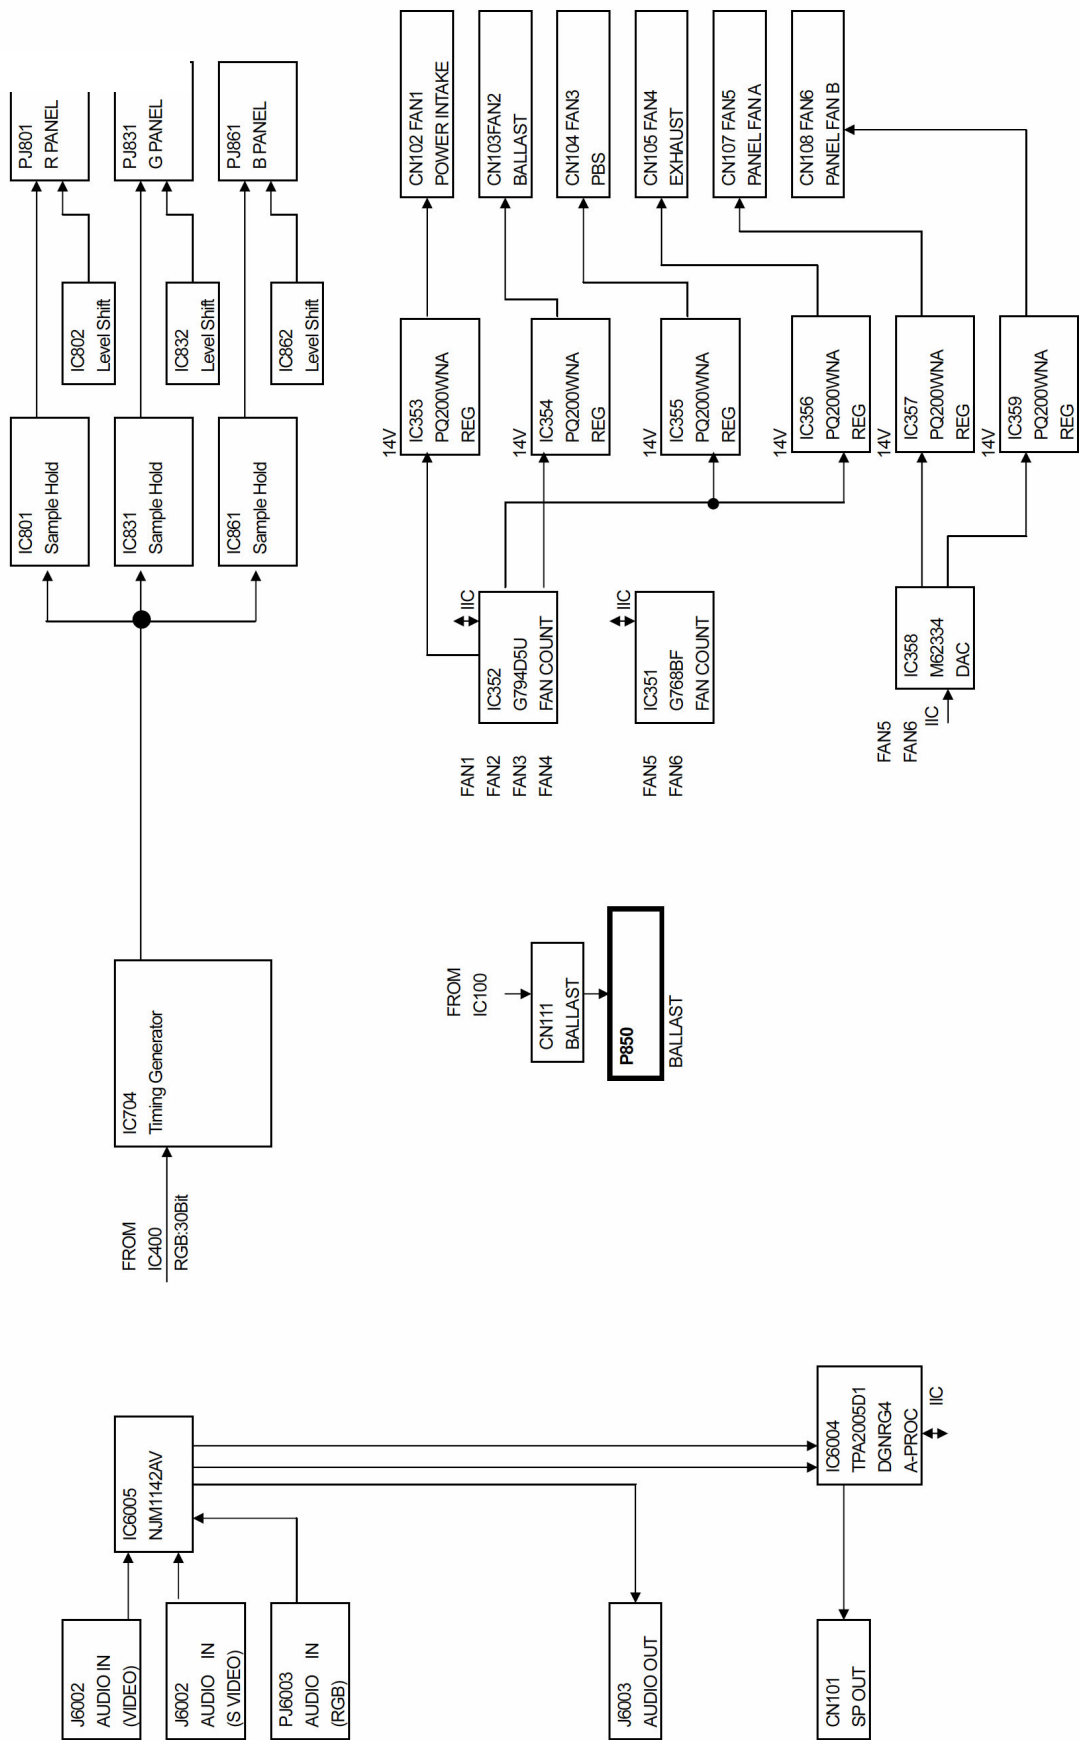 PJ801
R PANEL
PJ831
G PANEL
PJ861
B PANEL
IC802
Level Shift
IC832
Level Shift
IC862
Level Shift
IC801
Sample Hold
IC831
Sample Hold
IC861
Sample Hold
IC704
Timing Generator
FROM
IC400
RGB:30Bit
CN102 FAN1
POWER INTAKE
CN103FAN2
BALLAST
CN104 FAN3
PBS
CN105 FAN4
EXHAUST
CN107 FAN5
PANEL FAN A
CN108 FAN6
PANEL FAN B
14V
IC353
PQ200WNA
REG
14V
IC354
PQ200WNA
REG
14V
IC355
PQ200WNA
REG
14V
IC356
PQ200WNA
REG
14V
IC357
PQ200WNA
REG
14V
IC359
PQ200WNA
REG
IIC
IC352
G794D5U
FAN COUNT
FAN1
FAN2
FAN3
FAN4
IIC
IC351
G768BF
FAN COUNT
FAN5
FAN6
IC358
M62334
DAC
FAN5
FAN6
IIC
FROM
IC100
CN111
BALLAST
P850
BALLAST
IC6005
NJM1142AV
J6002
AUDIO IN
(VIDEO)
J6002
AUDIO IN
(S VIDEO)
PJ6003
AUDIO IN
(RGB)
J6003
AUDIO OUT
IC6004
TPA2005D1
DGNRG4
A-PROC
IIC
CN101
SP OUT